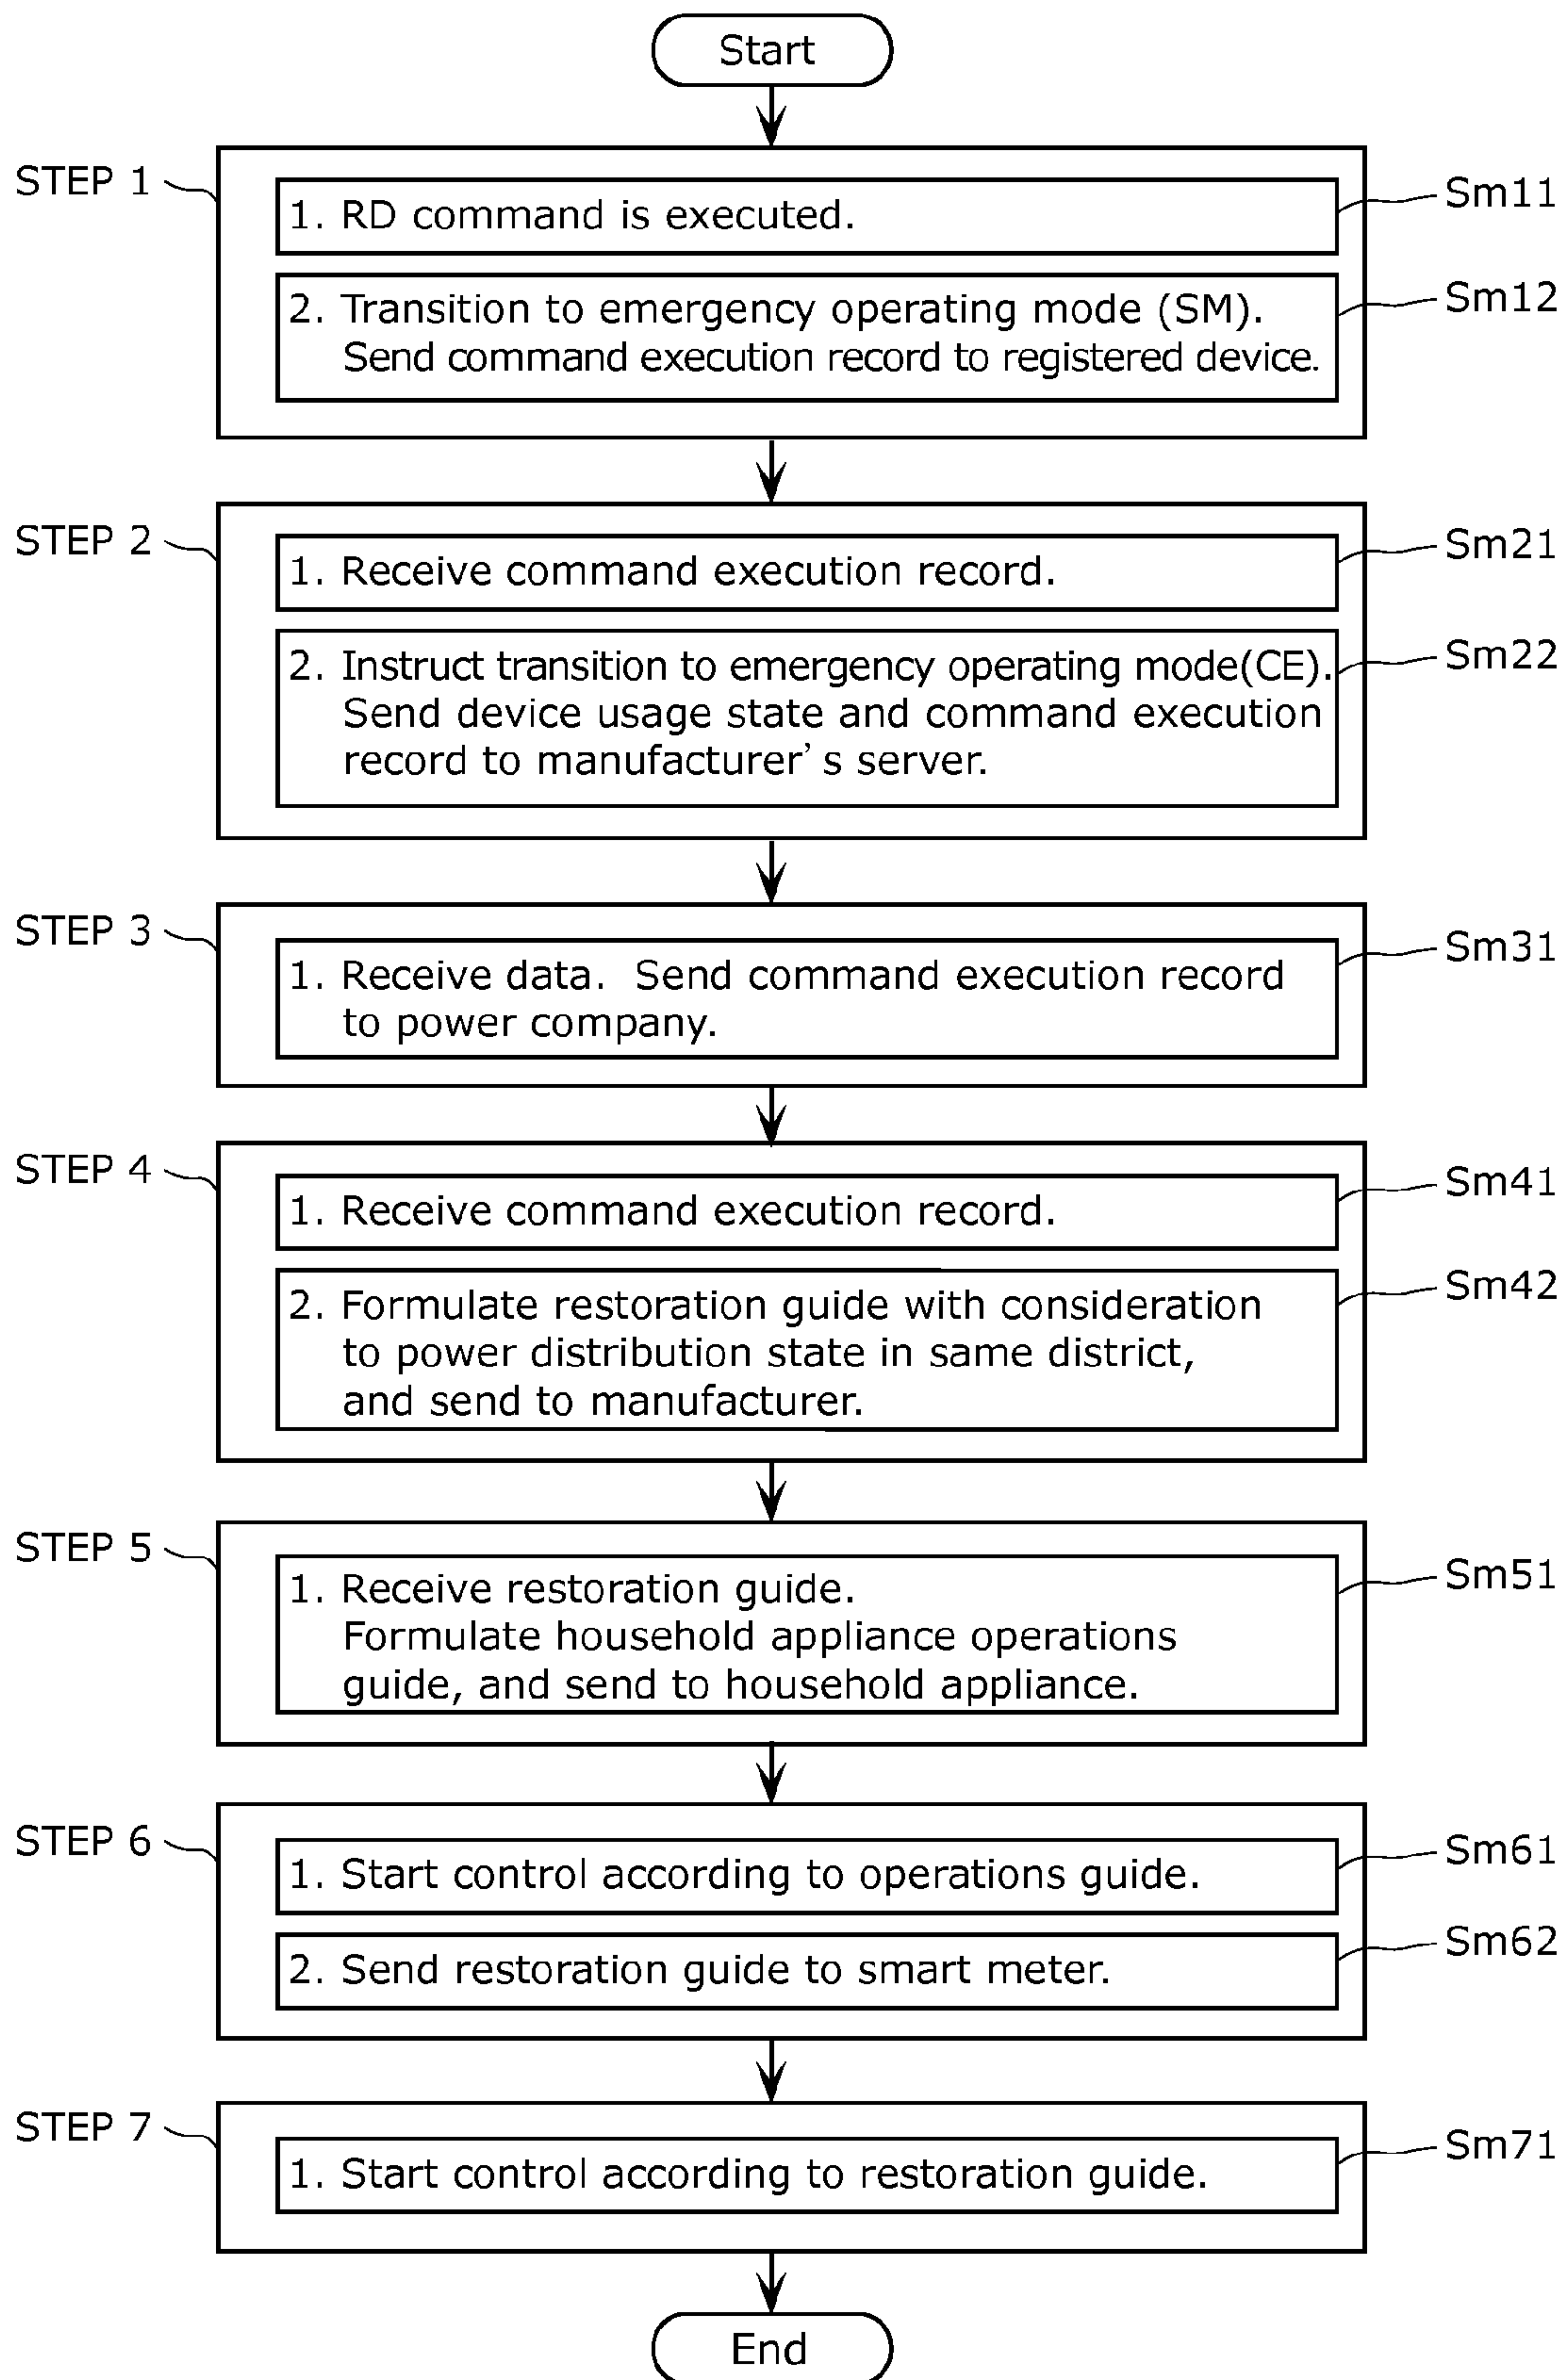 Start
STEP 1
1. RD command is executed.
Sm11
2. Transition to emergency operating mode (SM).
Send command execution record to registered device.
Sm12
STEP 2
1. Receive command execution record.
Sm21
2. Instruct transition to emergency operating mode(CE).
Send device usage state and command execution
record to manufacturer's server.
Sm22
STEP 3
1. Receive data. Send command execution record
to power company.
Sm31
STEP 4
1. Receive command execution record.
Sm41
2. Formulate restoration guide with consideration
to power distribution state in same district,
and send to manufacturer.
Sm42
STEP 5
1. Receive restoration guide.
Formulate household appliance operations
guide, and send to household appliance.
Sm51
STEP 6
1. Start control according to operations guide.
Sm61
2. Send restoration guide to smart meter.
Sm62
STEP 7
1. Start control according to restoration guide.
Sm71
End